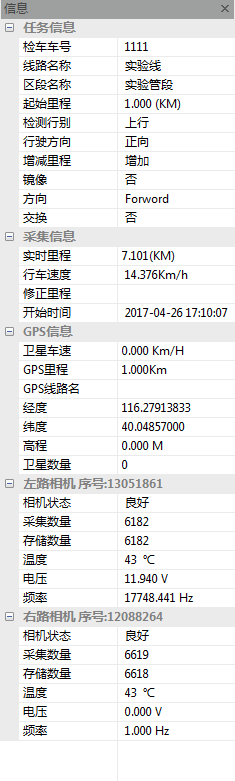 信息
任务信息
检车车号 1111
线路名称 实验线
区段名称 实验管段
起始里程 1.000 (KM)
检测行别 上行
行驶方向 正向
增减里程 增加
镜像 否
方向 Forword
交换 否
采集信息
实时里程 7.101(KM)
行车速度 14.376Km/h
修正里程
开始时间 2017-04-26 17:10:07
GPS信息
卫星车速 0.000 Km/H
GPS里程 1.000Km
GPS线路名
经度 116.27913833
纬度 40.04857000
高程 0.000 M
卫星数量 0
左路相机 序号:13051861
相机状态 良好
采集数量 6182
存储数量 6182
温度 43 ℃
电压 11.940 V
频率 17748.441 Hz
右路相机 序号:12088264
相机状态 良好
采集数量 6619
存储数量 6618
温度 43 ℃
电压 0.000 V
频率 1.000 Hz